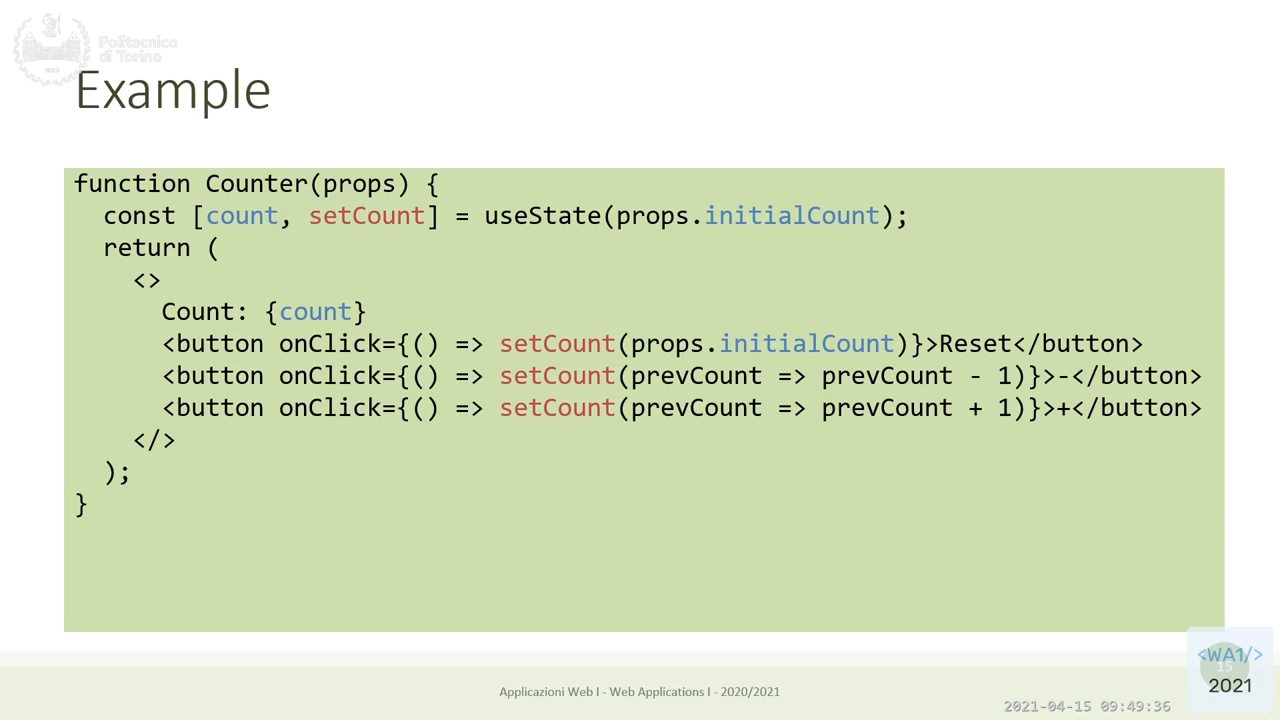 Politecnico
di Torino
Example
function Counter(props) {
  const [count, setCount] = useState(props.initialCount);
  return (
    <>
      Count: {count}
      <button onClick={() => setCount(props.initialCount)}>Reset</button>
      <button onClick={() => setCount(prevCount => prevCount - 1)}>-</button>
      <button onClick={() => setCount(prevCount => prevCount + 1)}>+</button>
    </>
  );
}
Applicazioni Web I - Web Applications I - 2020/2021
2021-04-15 09:49:36
<WA1/>
15
2021